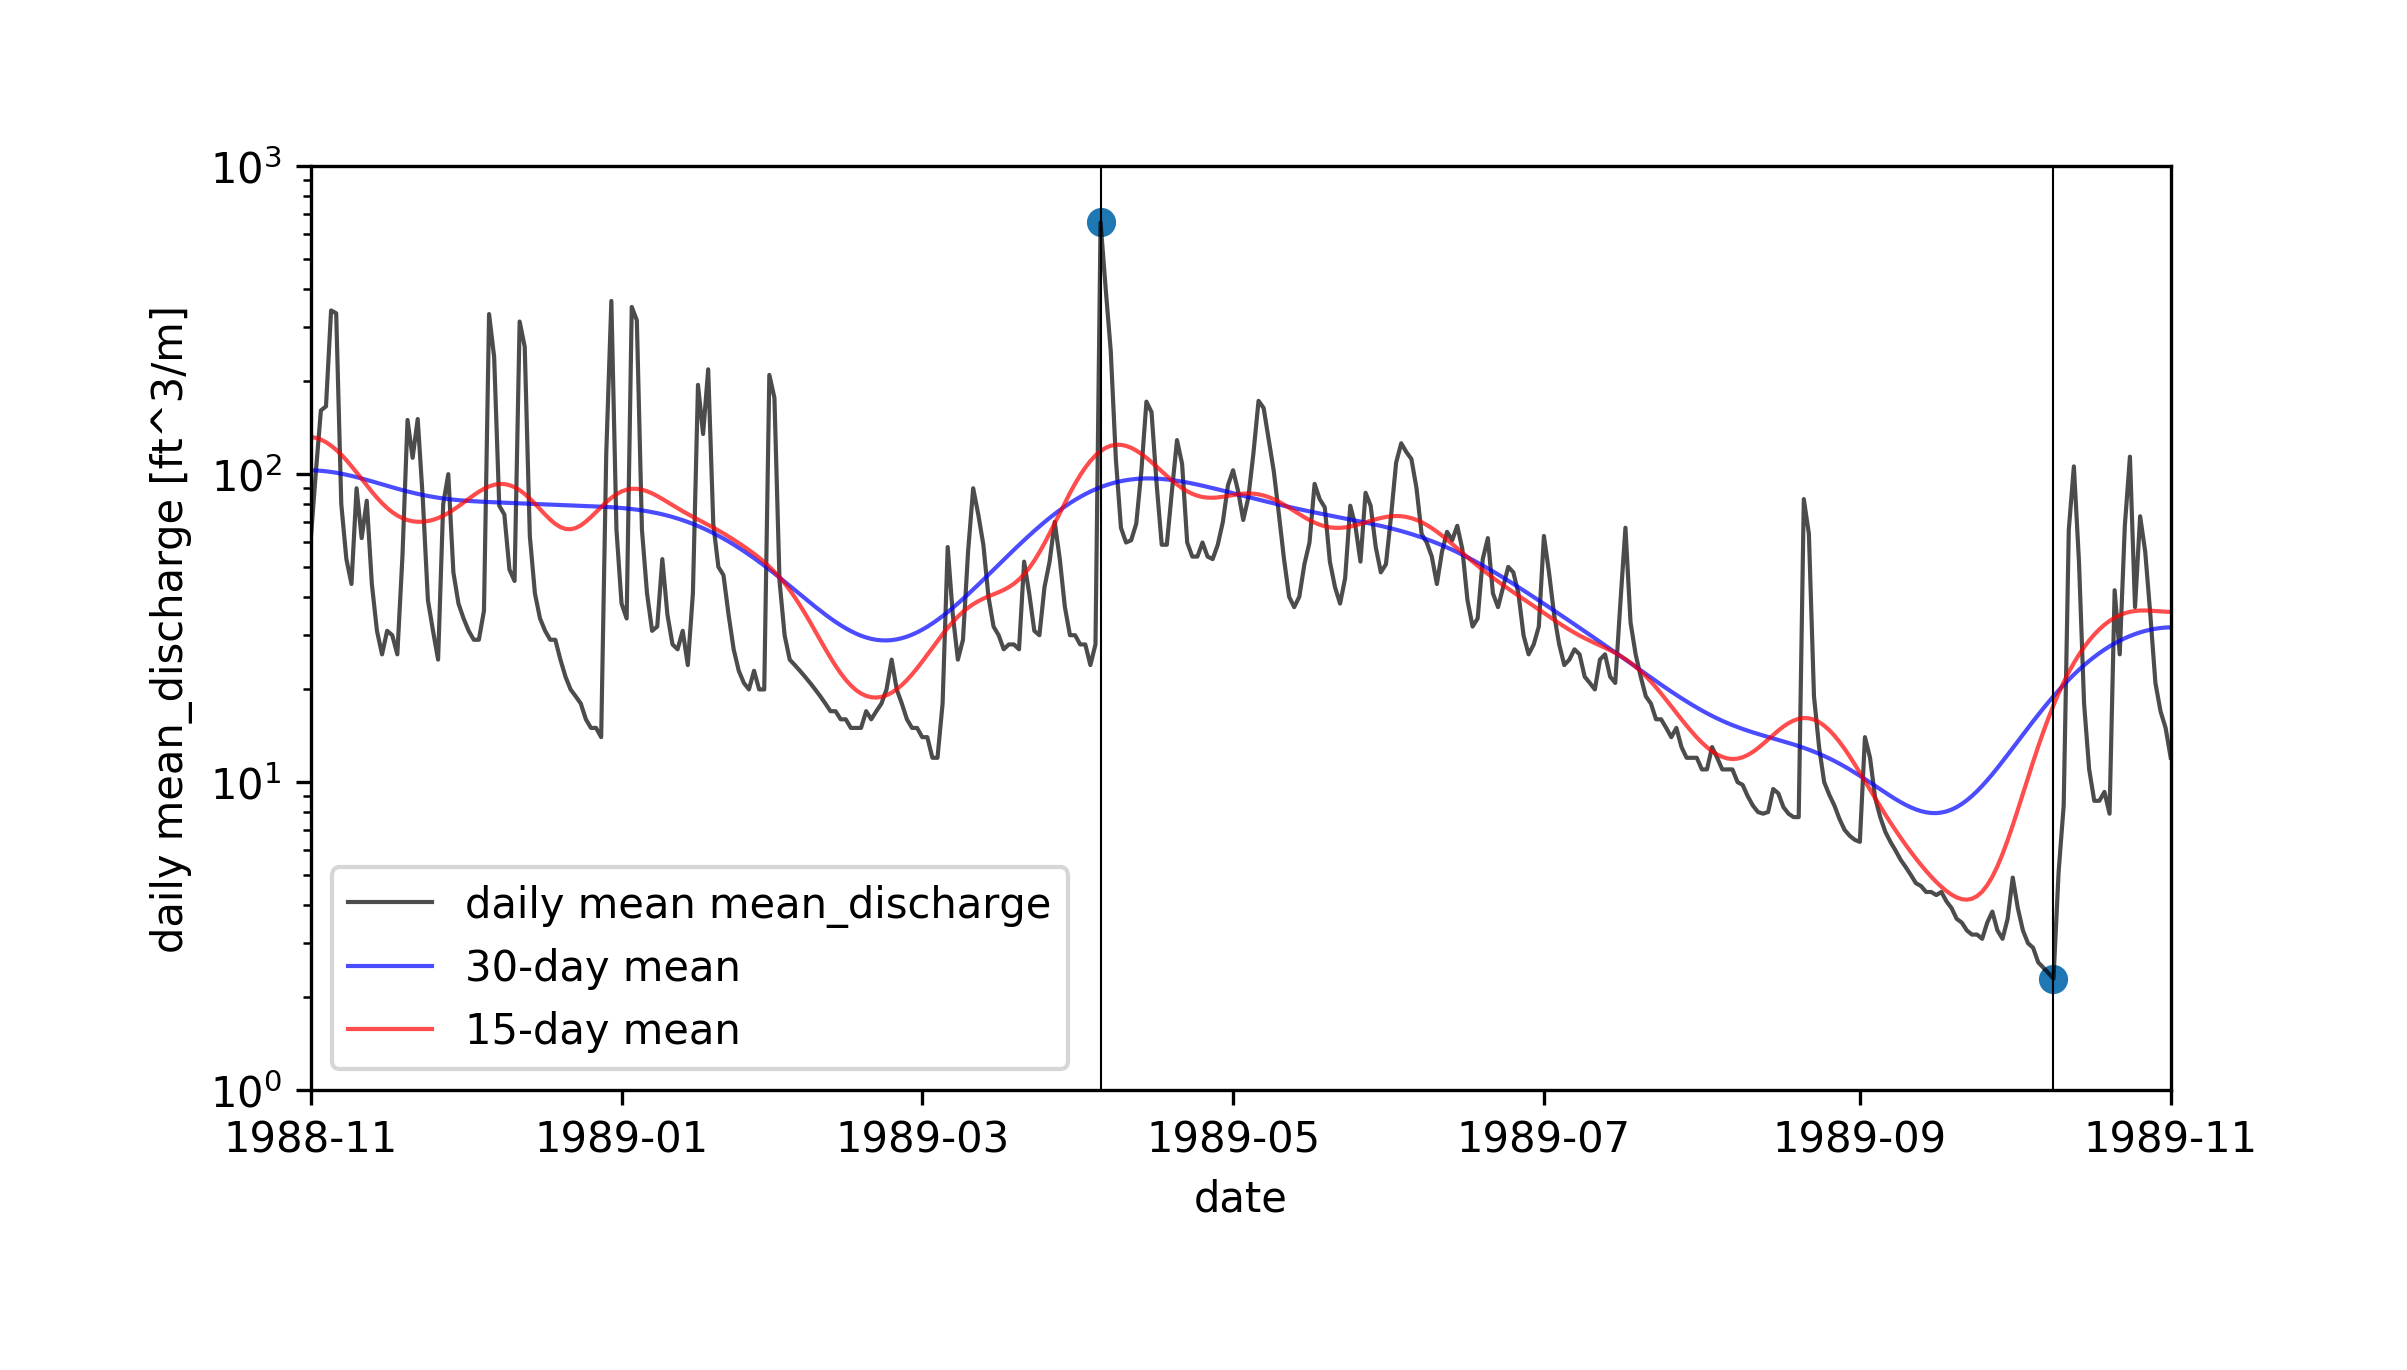 10³
10²
10¹
10⁰
daily mean_discharge [ft^3/m]
daily mean mean_discharge
30-day mean
15-day mean
1988-11 1989-01 1989-03 1989-05 1989-07 1989-09 1989-11
date